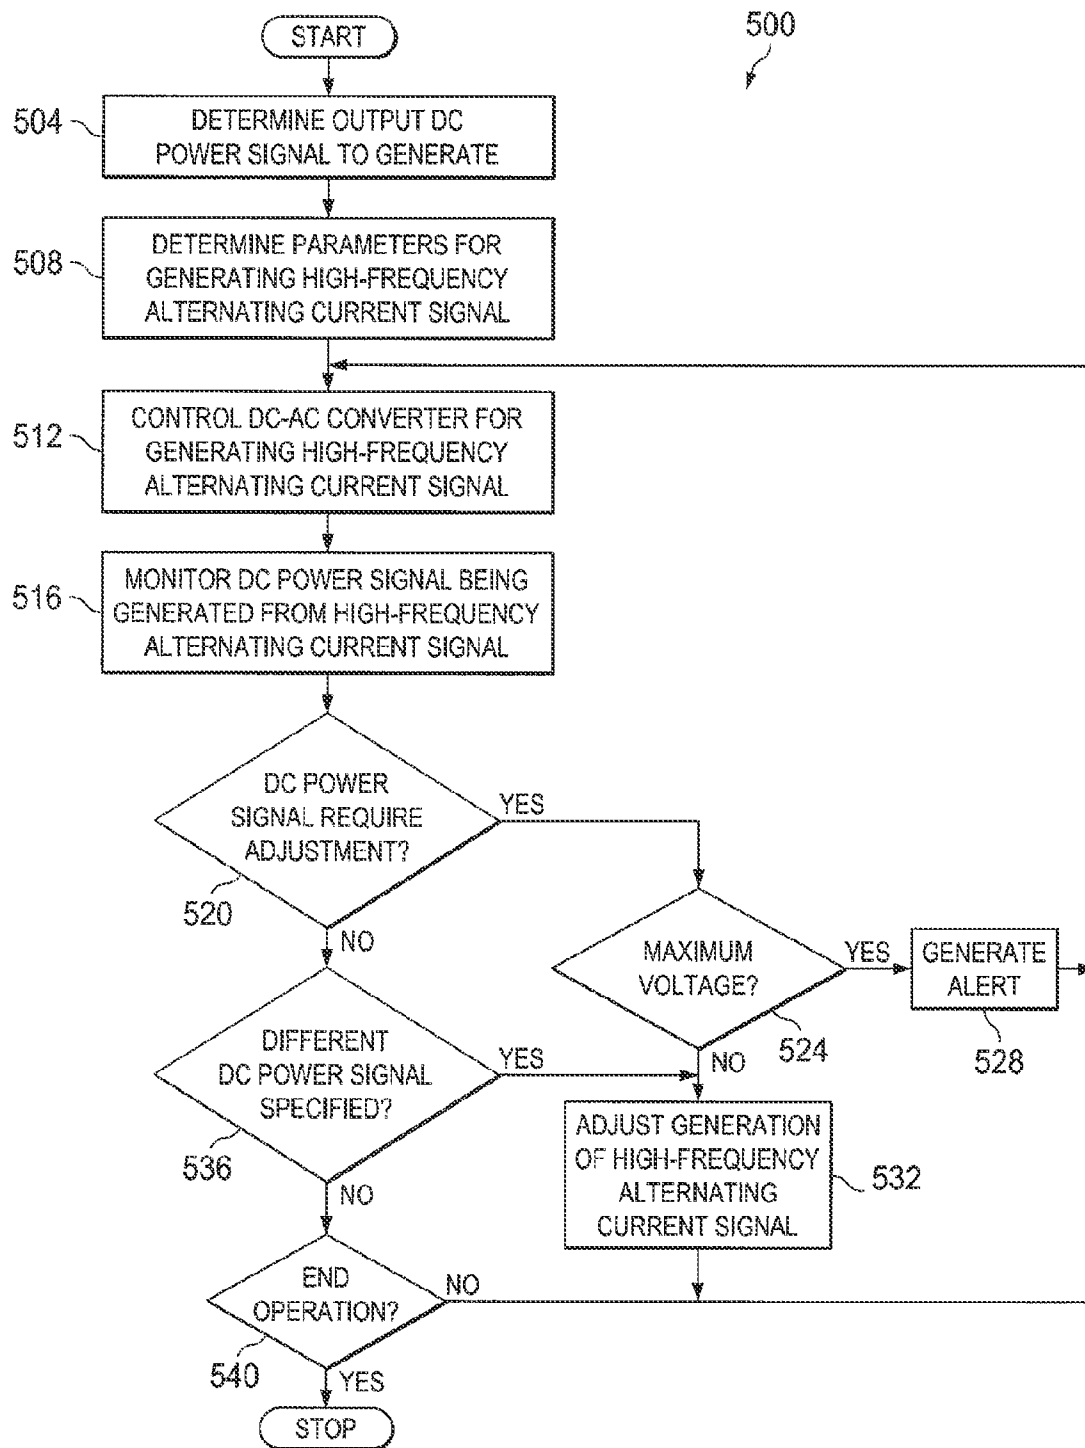 START
500
504
DETERMINE OUTPUT DC
POWER SIGNAL TO GENERATE
508
DETERMINE PARAMETERS FOR
GENERATING HIGH-FREQUENCY
ALTERNATING CURRENT SIGNAL
512
CONTROL DC-AC CONVERTER FOR
GENERATING HIGH-FREQUENCY
ALTERNATING CURRENT SIGNAL
516
MONITOR DC POWER SIGNAL BEING
GENERATED FROM HIGH-FREQUENCY
ALTERNATING CURRENT SIGNAL
DC POWER
SIGNAL REQUIRE
ADJUSTMENT?
YES
520
NO
MAXIMUM
VOLTAGE?
YES
524
NO
GENERATE
ALERT
528
DIFFERENT
DC POWER SIGNAL
SPECIFIED?
YES
536
NO
ADJUST GENERATION
OF HIGH-FREQUENCY
ALTERNATING
CURRENT SIGNAL
532
END
OPERATION?
NO
540
YES
STOP